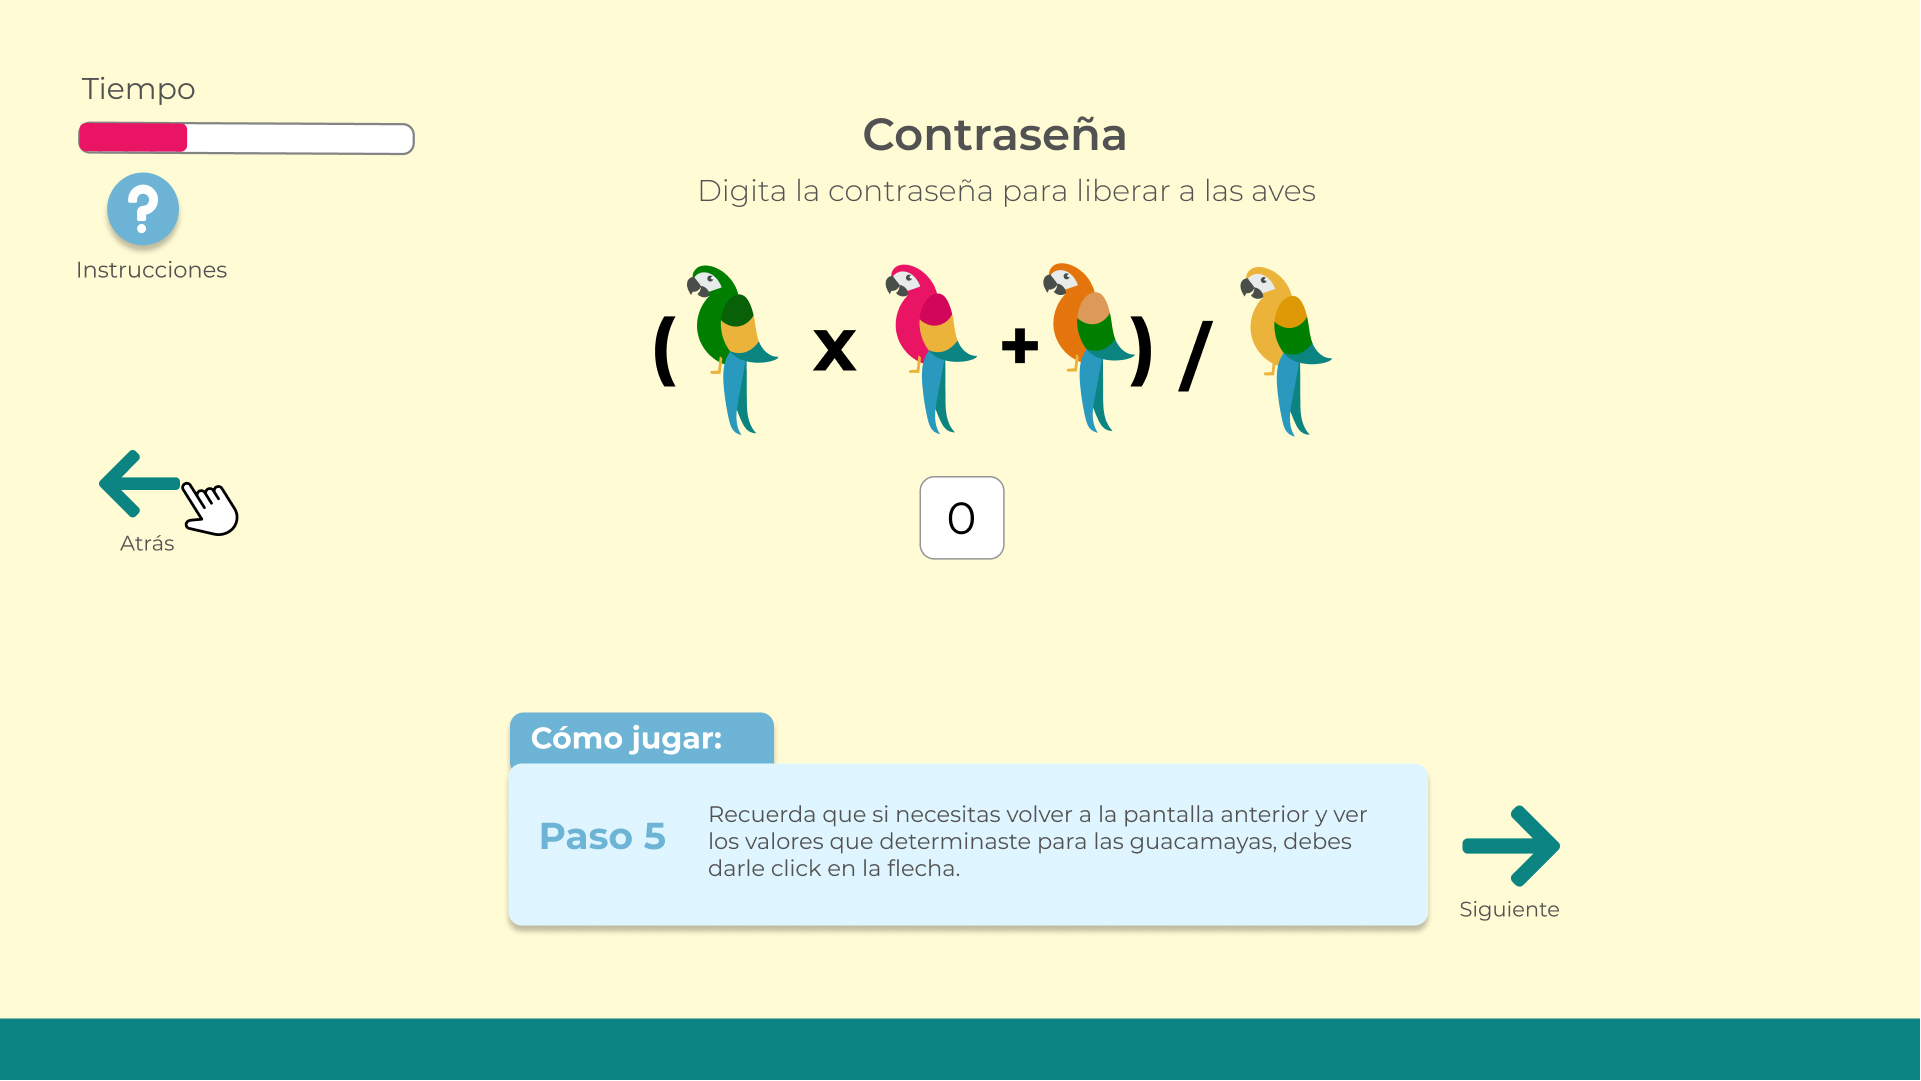 Tiempo
Contraseña
Digita la contraseña para liberar a las aves
?
Instrucciones
( x + ) /
0
Atrás
Cómo jugar:
Paso 5
Recuerda que si necesitas volver a la pantalla anterior y ver
los valores que determinaste para las guacamayas, debes
darle click en la flecha.
Siguiente